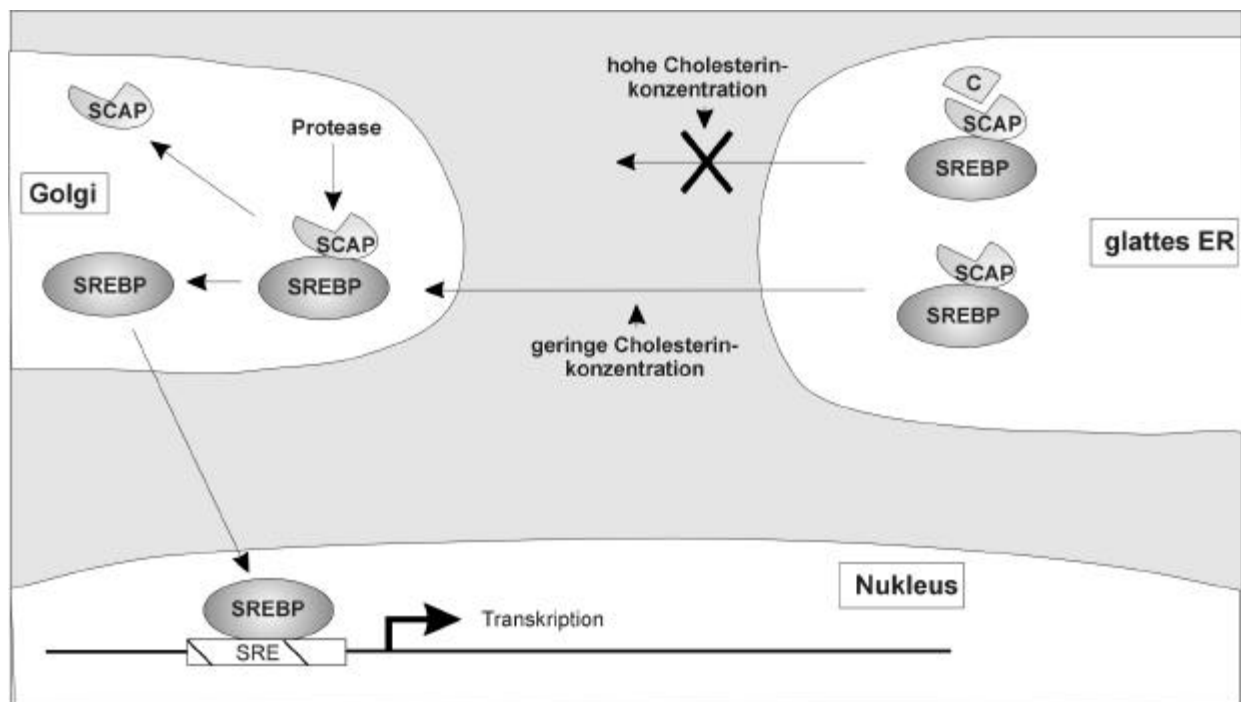 hohe Cholesterin-
konzentration
C
SCAP
SCAP
Protease
SREBP
Golgi
SCAP
glattes ER
SCAP
SREBP
SREBP
SREBP
geringe Cholesterin-
konzentration
Nukleus
SREBP
Transkription
SRE